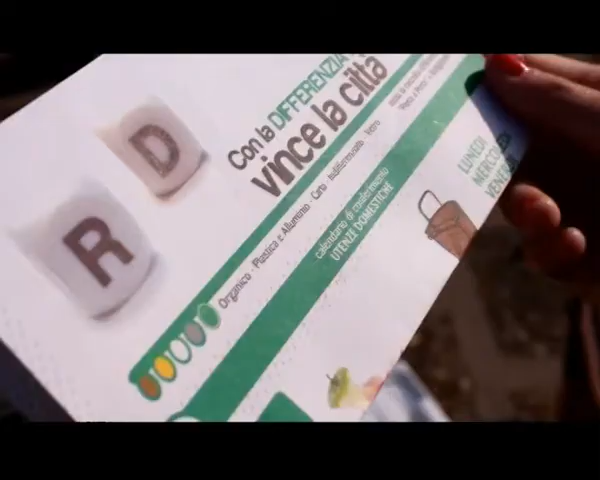 D
R
Con la DIFFERENZIATA
vince la città
Organico - Plastica e Alluminio - Carta - Indifferenziato - Vetro
calendario di conferimento
UTENZE DOMESTICHE
LUNEDÌ
MERCOLEDÌ
VENERDÌ